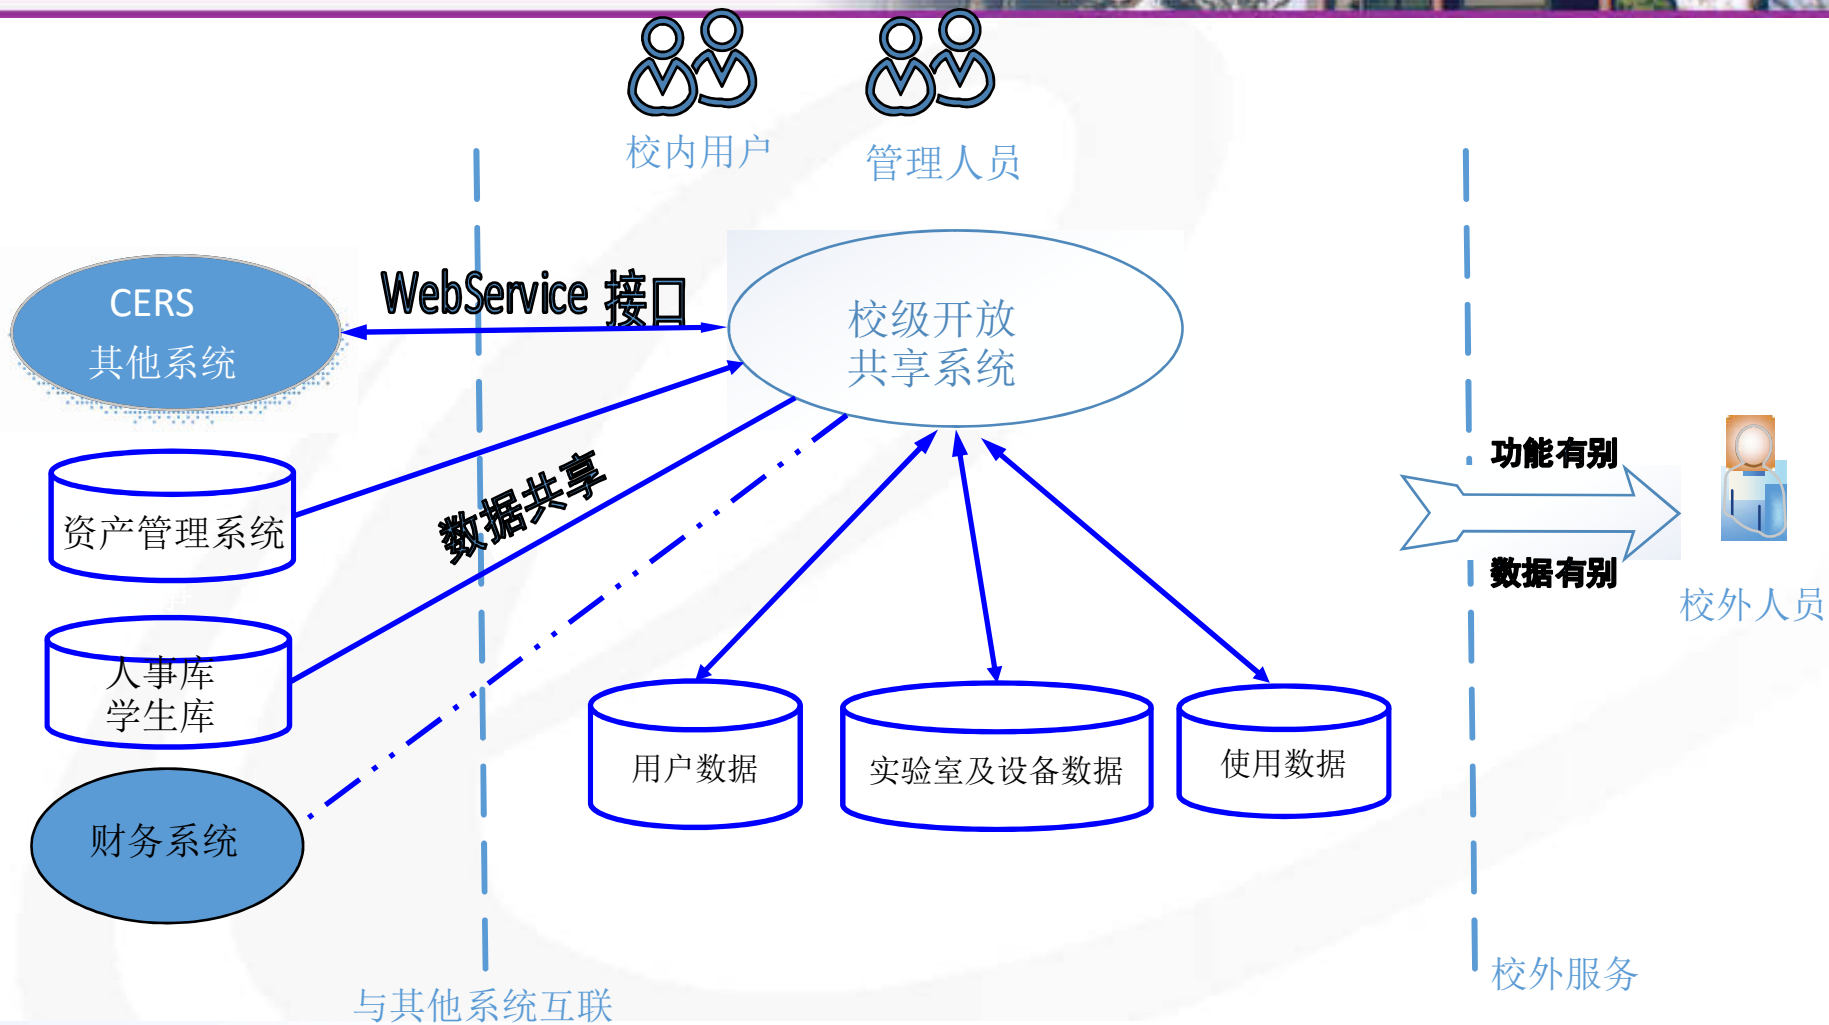 校内用户
管理人员
CERS
其他系统
WebService 接口
校级开放
共享系统
资产管理系统
数据共享
人事库
学生库
财务系统
用户数据
实验室及设备数据
使用数据
功能有别
数据有别
校外人员
与其他系统互联
校外服务